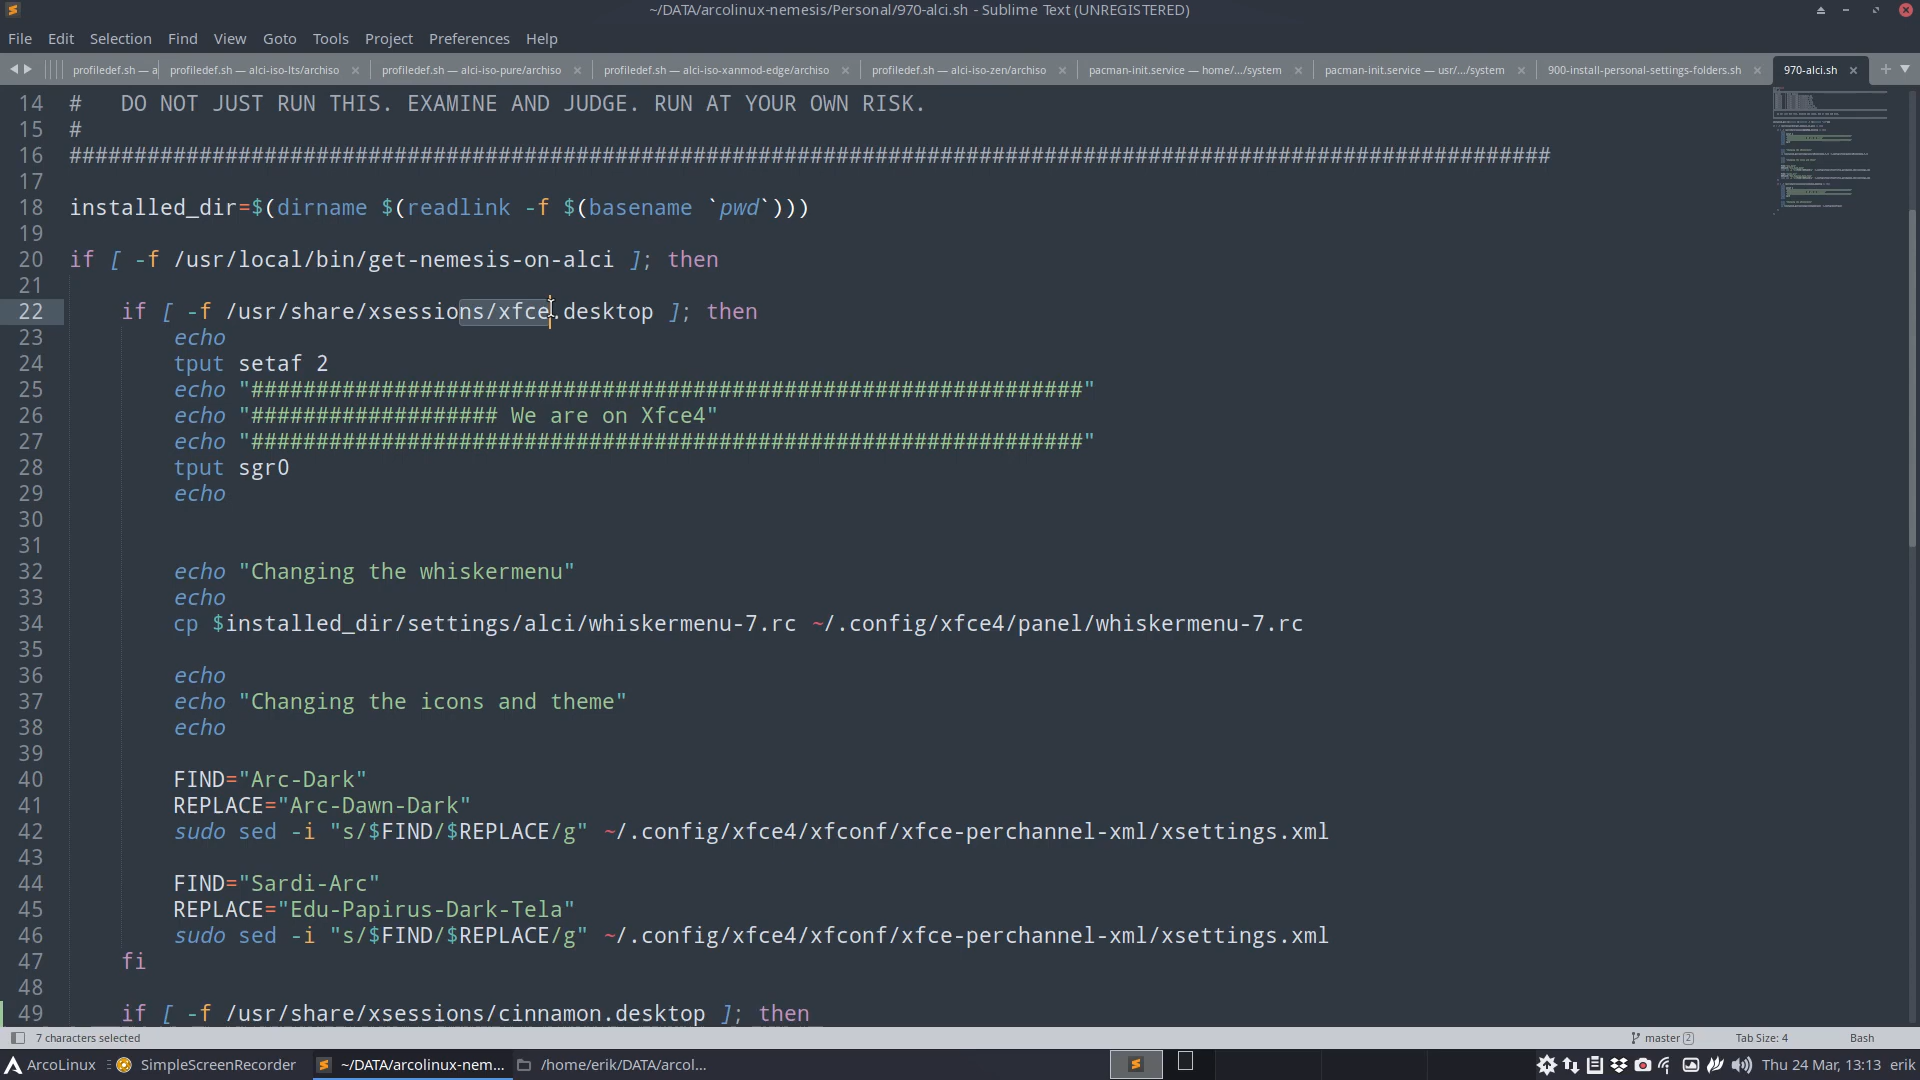 ~/DATA/arcolinux-nemesis/Personal/970-alci.sh - Sublime Text (UNREGISTERED)
File Edit Selection Find View Goto Tools Project Preferences Help
profiledef.sh — a profiledef.sh — alci-iso-lts/archiso profiledef.sh — alci-iso-pure/archiso profiledef.sh — alci-iso-xanmod-edge/archiso profiledef.sh — alci-iso-zen/archiso pacman-init.service — home/.../system pacman-init.service — usr/.../system 900-install-personal-settings-folders.sh 970-alci.sh
14 #   DO NOT JUST RUN THIS. EXAMINE AND JUDGE. RUN AT YOUR OWN RISK.
15 #
16 ##################################################################################################################
17
18 installed_dir=$(dirname $(readlink -f $(basename `pwd`)))
19
20 if [ -f /usr/local/bin/get-nemesis-on-alci ]; then
21
22     if [ -f /usr/share/xsessions/xfce.desktop ]; then
23         echo
24         tput setaf 2
25         echo "################################################################"
26         echo "################### We are on Xfce4"
27         echo "################################################################"
28         tput sgr0
29         echo
30
31
32         echo "Changing the whiskermenu"
33         echo
34         cp $installed_dir/settings/alci/whiskermenu-7.rc ~/.config/xfce4/panel/whiskermenu-7.rc
35
36         echo
37         echo "Changing the icons and theme"
38         echo
39
40         FIND="Arc-Dark"
41         REPLACE="Arc-Dawn-Dark"
42         sudo sed -i "s/$FIND/$REPLACE/g" ~/.config/xfce4/xfconf/xfce-perchannel-xml/xsettings.xml
43
44         FIND="Sardi-Arc"
45         REPLACE="Edu-Papirus-Dark-Tela"
46         sudo sed -i "s/$FIND/$REPLACE/g" ~/.config/xfce4/xfconf/xfce-perchannel-xml/xsettings.xml
47     fi
48
49     if [ -f /usr/share/xsessions/cinnamon.desktop ]; then
7 characters selected master 2 Tab Size: 4 Bash
ArcoLinux SimpleScreenRecorder ~/DATA/arcolinux-nem... /home/erik/DATA/arcol... Thu 24 Mar, 13:13 erik